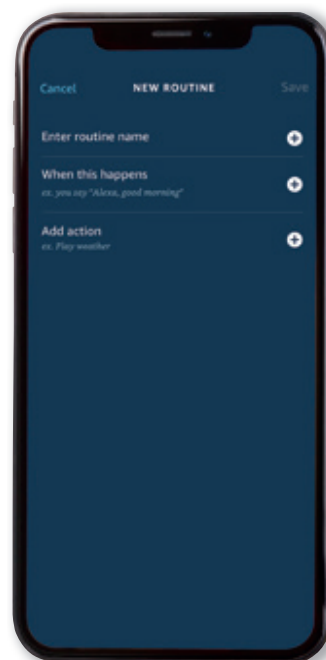 Cancel NEW ROUTINE Save
Enter routine name
When this happens
ex. you say "Alexa, good morning"
Add action
ex. Play weather